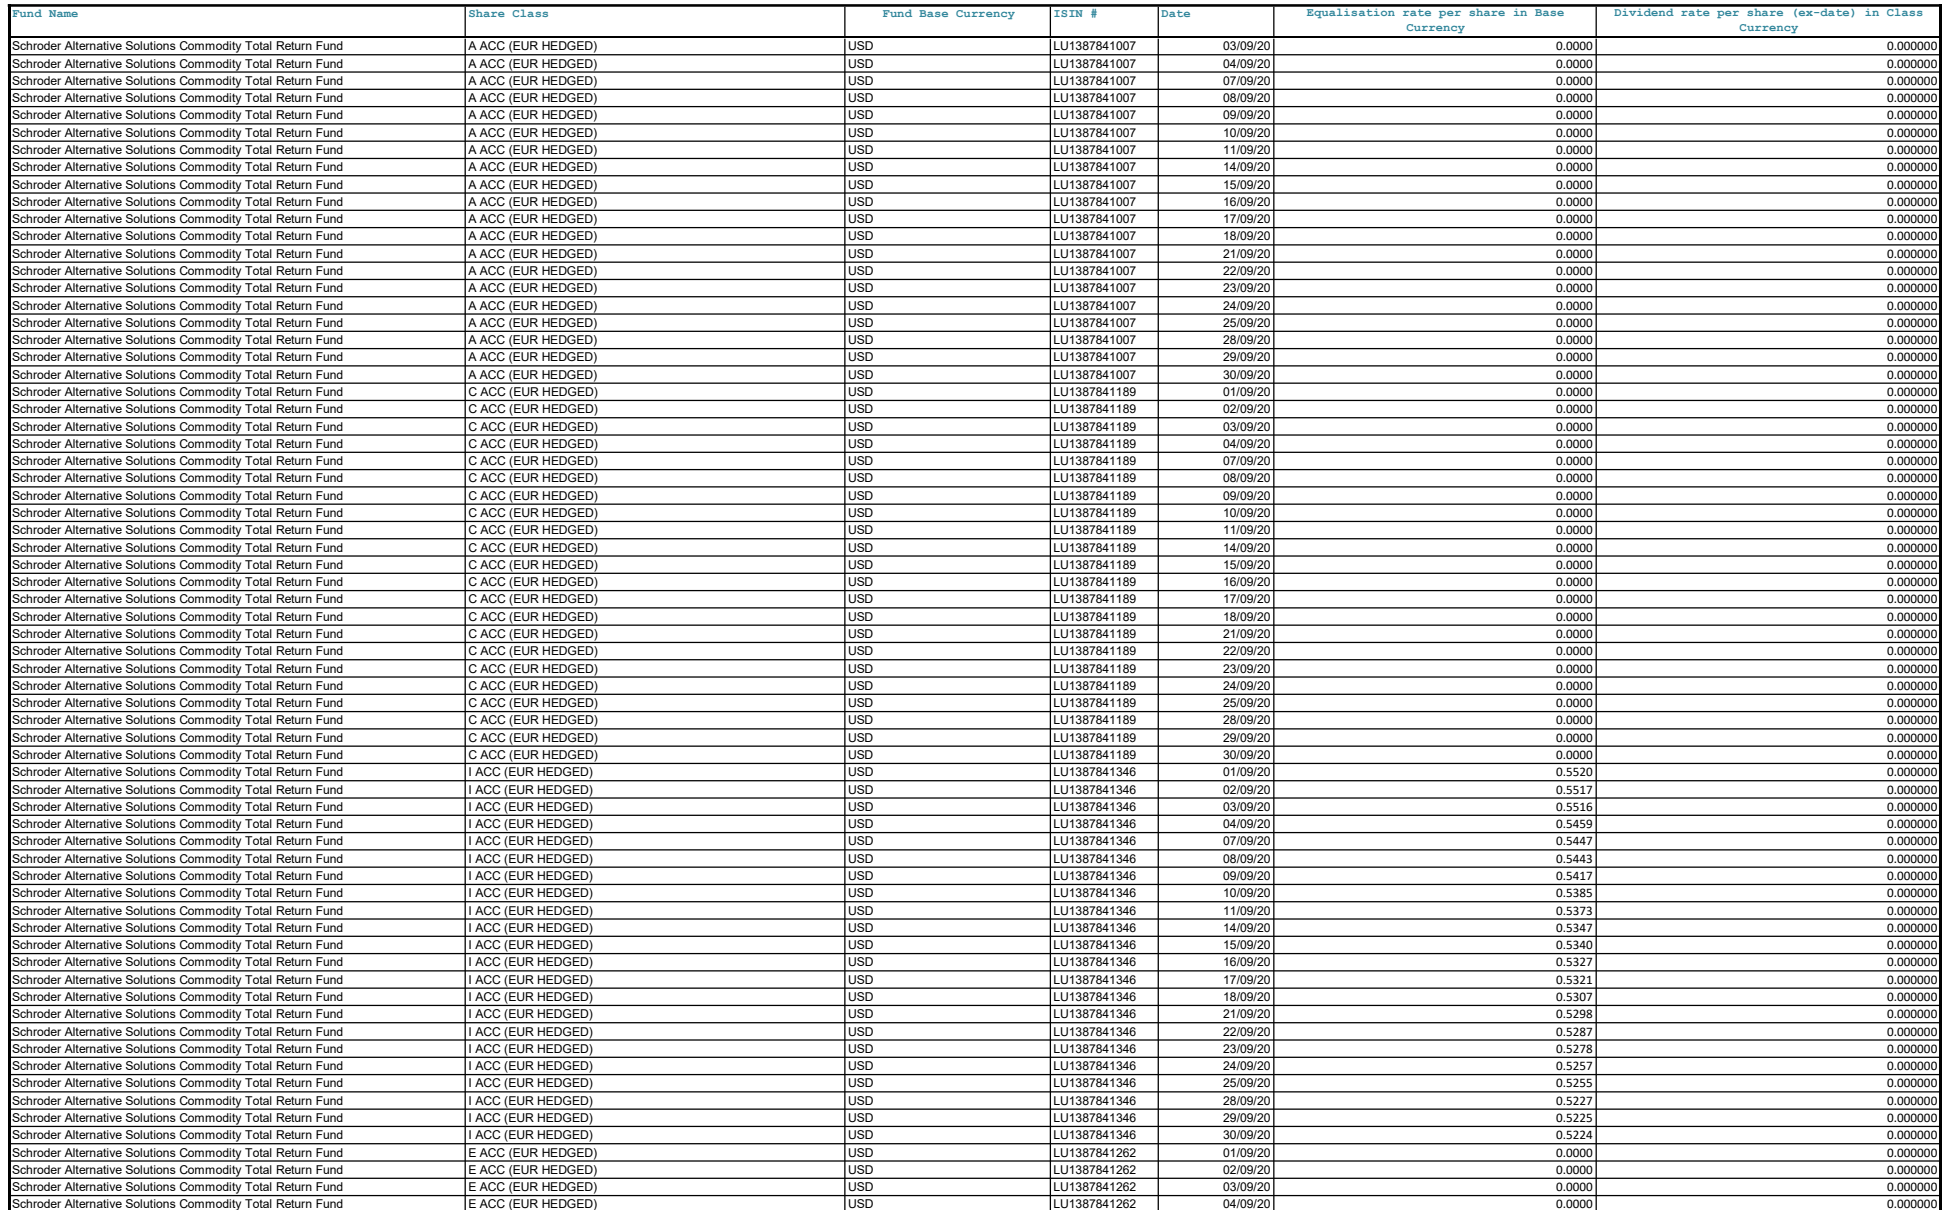 Fund Name Share Class Fund Base Currency ISIN # Date Equalisation rate per share in Base Currency Dividend rate per share (ex-date) in Class Currency
Schroder Alternative Solutions Commodity Total Return Fund A ACC (EUR HEDGED) USD LU1387841007 03/09/20 0.0000 0.000000
Schroder Alternative Solutions Commodity Total Return Fund A ACC (EUR HEDGED) USD LU1387841007 04/09/20 0.0000 0.000000
Schroder Alternative Solutions Commodity Total Return Fund A ACC (EUR HEDGED) USD LU1387841007 07/09/20 0.0000 0.000000
Schroder Alternative Solutions Commodity Total Return Fund A ACC (EUR HEDGED) USD LU1387841007 08/09/20 0.0000 0.000000
Schroder Alternative Solutions Commodity Total Return Fund A ACC (EUR HEDGED) USD LU1387841007 09/09/20 0.0000 0.000000
Schroder Alternative Solutions Commodity Total Return Fund A ACC (EUR HEDGED) USD LU1387841007 10/09/20 0.0000 0.000000
Schroder Alternative Solutions Commodity Total Return Fund A ACC (EUR HEDGED) USD LU1387841007 11/09/20 0.0000 0.000000
Schroder Alternative Solutions Commodity Total Return Fund A ACC (EUR HEDGED) USD LU1387841007 14/09/20 0.0000 0.000000
Schroder Alternative Solutions Commodity Total Return Fund A ACC (EUR HEDGED) USD LU1387841007 15/09/20 0.0000 0.000000
Schroder Alternative Solutions Commodity Total Return Fund A ACC (EUR HEDGED) USD LU1387841007 16/09/20 0.0000 0.000000
Schroder Alternative Solutions Commodity Total Return Fund A ACC (EUR HEDGED) USD LU1387841007 17/09/20 0.0000 0.000000
Schroder Alternative Solutions Commodity Total Return Fund A ACC (EUR HEDGED) USD LU1387841007 18/09/20 0.0000 0.000000
Schroder Alternative Solutions Commodity Total Return Fund A ACC (EUR HEDGED) USD LU1387841007 21/09/20 0.0000 0.000000
Schroder Alternative Solutions Commodity Total Return Fund A ACC (EUR HEDGED) USD LU1387841007 22/09/20 0.0000 0.000000
Schroder Alternative Solutions Commodity Total Return Fund A ACC (EUR HEDGED) USD LU1387841007 23/09/20 0.0000 0.000000
Schroder Alternative Solutions Commodity Total Return Fund A ACC (EUR HEDGED) USD LU1387841007 24/09/20 0.0000 0.000000
Schroder Alternative Solutions Commodity Total Return Fund A ACC (EUR HEDGED) USD LU1387841007 25/09/20 0.0000 0.000000
Schroder Alternative Solutions Commodity Total Return Fund A ACC (EUR HEDGED) USD LU1387841007 28/09/20 0.0000 0.000000
Schroder Alternative Solutions Commodity Total Return Fund A ACC (EUR HEDGED) USD LU1387841007 29/09/20 0.0000 0.000000
Schroder Alternative Solutions Commodity Total Return Fund A ACC (EUR HEDGED) USD LU1387841007 30/09/20 0.0000 0.000000
Schroder Alternative Solutions Commodity Total Return Fund C ACC (EUR HEDGED) USD LU1387841189 01/09/20 0.0000 0.000000
Schroder Alternative Solutions Commodity Total Return Fund C ACC (EUR HEDGED) USD LU1387841189 02/09/20 0.0000 0.000000
Schroder Alternative Solutions Commodity Total Return Fund C ACC (EUR HEDGED) USD LU1387841189 03/09/20 0.0000 0.000000
Schroder Alternative Solutions Commodity Total Return Fund C ACC (EUR HEDGED) USD LU1387841189 04/09/20 0.0000 0.000000
Schroder Alternative Solutions Commodity Total Return Fund C ACC (EUR HEDGED) USD LU1387841189 07/09/20 0.0000 0.000000
Schroder Alternative Solutions Commodity Total Return Fund C ACC (EUR HEDGED) USD LU1387841189 08/09/20 0.0000 0.000000
Schroder Alternative Solutions Commodity Total Return Fund C ACC (EUR HEDGED) USD LU1387841189 09/09/20 0.0000 0.000000
Schroder Alternative Solutions Commodity Total Return Fund C ACC (EUR HEDGED) USD LU1387841189 10/09/20 0.0000 0.000000
Schroder Alternative Solutions Commodity Total Return Fund C ACC (EUR HEDGED) USD LU1387841189 11/09/20 0.0000 0.000000
Schroder Alternative Solutions Commodity Total Return Fund C ACC (EUR HEDGED) USD LU1387841189 14/09/20 0.0000 0.000000
Schroder Alternative Solutions Commodity Total Return Fund C ACC (EUR HEDGED) USD LU1387841189 15/09/20 0.0000 0.000000
Schroder Alternative Solutions Commodity Total Return Fund C ACC (EUR HEDGED) USD LU1387841189 16/09/20 0.0000 0.000000
Schroder Alternative Solutions Commodity Total Return Fund C ACC (EUR HEDGED) USD LU1387841189 17/09/20 0.0000 0.000000
Schroder Alternative Solutions Commodity Total Return Fund C ACC (EUR HEDGED) USD LU1387841189 18/09/20 0.0000 0.000000
Schroder Alternative Solutions Commodity Total Return Fund C ACC (EUR HEDGED) USD LU1387841189 21/09/20 0.0000 0.000000
Schroder Alternative Solutions Commodity Total Return Fund C ACC (EUR HEDGED) USD LU1387841189 22/09/20 0.0000 0.000000
Schroder Alternative Solutions Commodity Total Return Fund C ACC (EUR HEDGED) USD LU1387841189 23/09/20 0.0000 0.000000
Schroder Alternative Solutions Commodity Total Return Fund C ACC (EUR HEDGED) USD LU1387841189 24/09/20 0.0000 0.000000
Schroder Alternative Solutions Commodity Total Return Fund C ACC (EUR HEDGED) USD LU1387841189 25/09/20 0.0000 0.000000
Schroder Alternative Solutions Commodity Total Return Fund C ACC (EUR HEDGED) USD LU1387841189 28/09/20 0.0000 0.000000
Schroder Alternative Solutions Commodity Total Return Fund C ACC (EUR HEDGED) USD LU1387841189 29/09/20 0.0000 0.000000
Schroder Alternative Solutions Commodity Total Return Fund C ACC (EUR HEDGED) USD LU1387841189 30/09/20 0.0000 0.000000
Schroder Alternative Solutions Commodity Total Return Fund I ACC (EUR HEDGED) USD LU1387841346 01/09/20 0.5520 0.000000
Schroder Alternative Solutions Commodity Total Return Fund I ACC (EUR HEDGED) USD LU1387841346 02/09/20 0.5517 0.000000
Schroder Alternative Solutions Commodity Total Return Fund I ACC (EUR HEDGED) USD LU1387841346 03/09/20 0.5516 0.000000
Schroder Alternative Solutions Commodity Total Return Fund I ACC (EUR HEDGED) USD LU1387841346 04/09/20 0.5459 0.000000
Schroder Alternative Solutions Commodity Total Return Fund I ACC (EUR HEDGED) USD LU1387841346 07/09/20 0.5447 0.000000
Schroder Alternative Solutions Commodity Total Return Fund I ACC (EUR HEDGED) USD LU1387841346 08/09/20 0.5443 0.000000
Schroder Alternative Solutions Commodity Total Return Fund I ACC (EUR HEDGED) USD LU1387841346 09/09/20 0.5417 0.000000
Schroder Alternative Solutions Commodity Total Return Fund I ACC (EUR HEDGED) USD LU1387841346 10/09/20 0.5385 0.000000
Schroder Alternative Solutions Commodity Total Return Fund I ACC (EUR HEDGED) USD LU1387841346 11/09/20 0.5373 0.000000
Schroder Alternative Solutions Commodity Total Return Fund I ACC (EUR HEDGED) USD LU1387841346 14/09/20 0.5347 0.000000
Schroder Alternative Solutions Commodity Total Return Fund I ACC (EUR HEDGED) USD LU1387841346 15/09/20 0.5340 0.000000
Schroder Alternative Solutions Commodity Total Return Fund I ACC (EUR HEDGED) USD LU1387841346 16/09/20 0.5327 0.000000
Schroder Alternative Solutions Commodity Total Return Fund I ACC (EUR HEDGED) USD LU1387841346 17/09/20 0.5321 0.000000
Schroder Alternative Solutions Commodity Total Return Fund I ACC (EUR HEDGED) USD LU1387841346 18/09/20 0.5307 0.000000
Schroder Alternative Solutions Commodity Total Return Fund I ACC (EUR HEDGED) USD LU1387841346 21/09/20 0.5298 0.000000
Schroder Alternative Solutions Commodity Total Return Fund I ACC (EUR HEDGED) USD LU1387841346 22/09/20 0.5287 0.000000
Schroder Alternative Solutions Commodity Total Return Fund I ACC (EUR HEDGED) USD LU1387841346 23/09/20 0.5278 0.000000
Schroder Alternative Solutions Commodity Total Return Fund I ACC (EUR HEDGED) USD LU1387841346 24/09/20 0.5257 0.000000
Schroder Alternative Solutions Commodity Total Return Fund I ACC (EUR HEDGED) USD LU1387841346 25/09/20 0.5255 0.000000
Schroder Alternative Solutions Commodity Total Return Fund I ACC (EUR HEDGED) USD LU1387841346 28/09/20 0.5227 0.000000
Schroder Alternative Solutions Commodity Total Return Fund I ACC (EUR HEDGED) USD LU1387841346 29/09/20 0.5225 0.000000
Schroder Alternative Solutions Commodity Total Return Fund I ACC (EUR HEDGED) USD LU1387841346 30/09/20 0.5224 0.000000
Schroder Alternative Solutions Commodity Total Return Fund E ACC (EUR HEDGED) USD LU1387841262 01/09/20 0.0000 0.000000
Schroder Alternative Solutions Commodity Total Return Fund E ACC (EUR HEDGED) USD LU1387841262 02/09/20 0.0000 0.000000
Schroder Alternative Solutions Commodity Total Return Fund E ACC (EUR HEDGED) USD LU1387841262 03/09/20 0.0000 0.000000
Schroder Alternative Solutions Commodity Total Return Fund E ACC (EUR HEDGED) USD LU1387841262 04/09/20 0.0000 0.000000